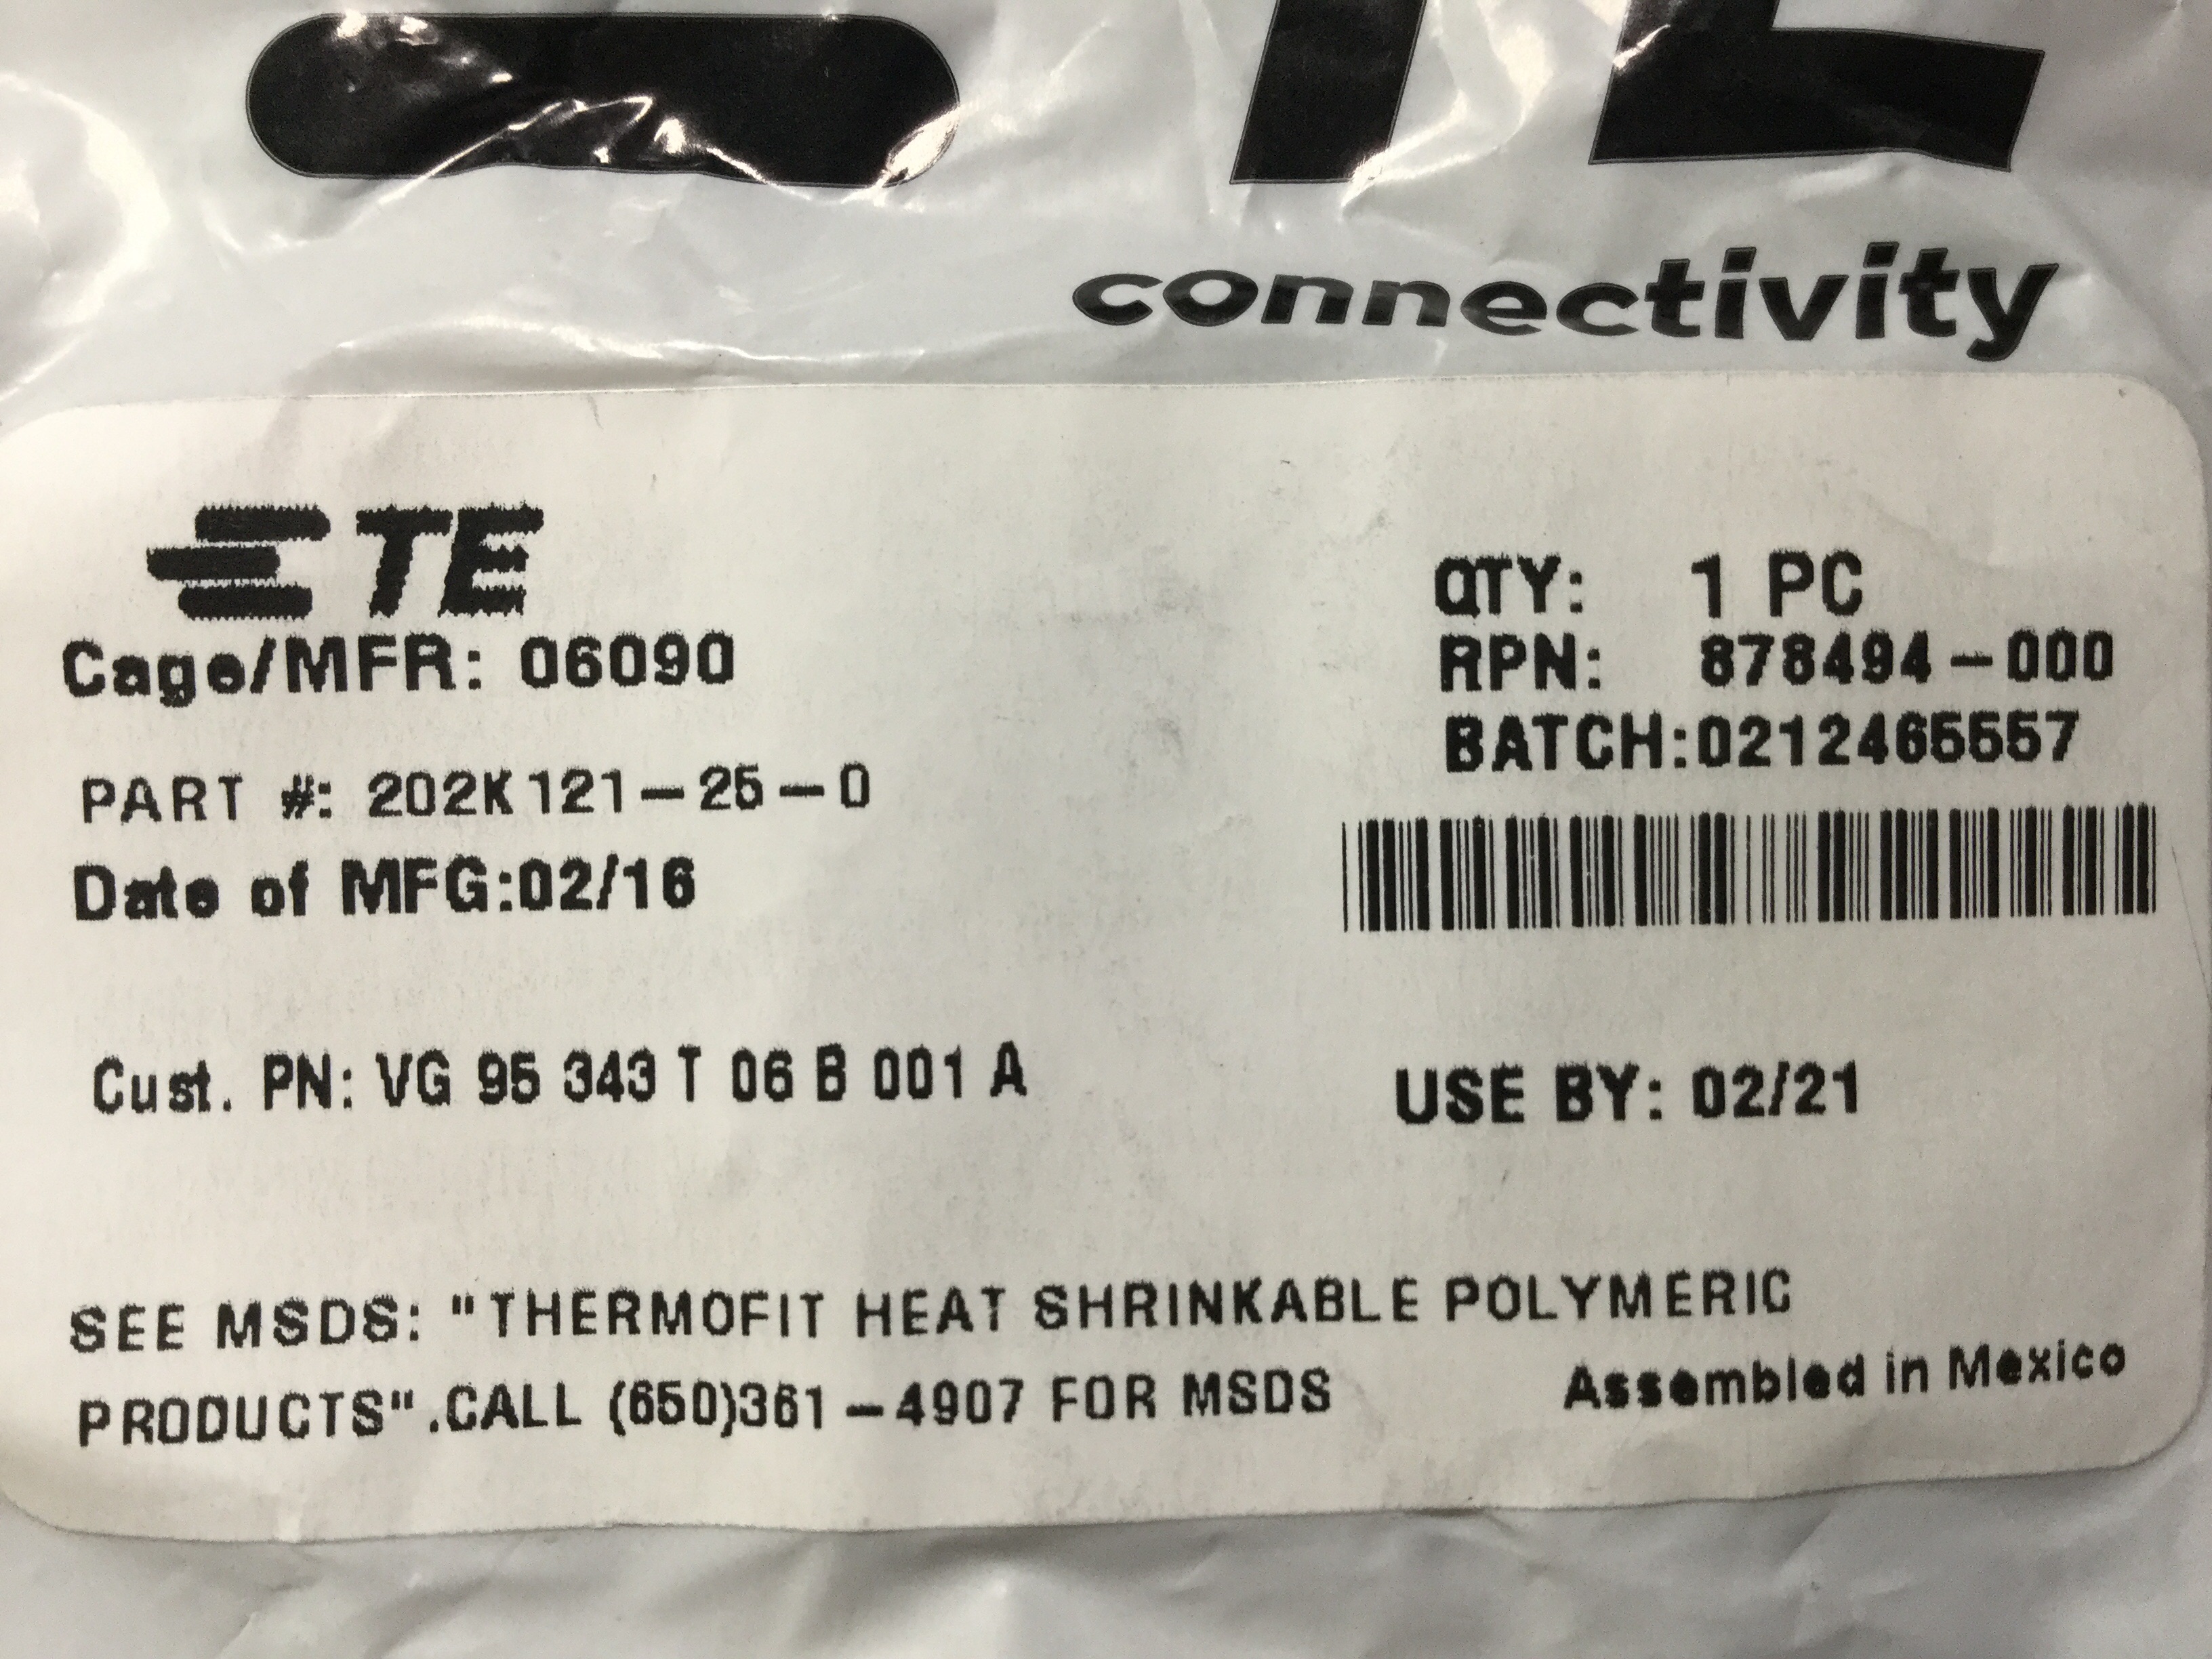 TE
connectivity
TE
Cage/MFR: 06090
PART #: 202K121-25-0
Date of MFG:02/16
Cust. PN: VG 95 343 T 06 B 001 A
QTY: 1 PC
RPN: 878494-000
BATCH:0212465557
USE BY: 02/21
SEE MSDS: "THERMOFIT HEAT SHRINKABLE POLYMERIC
PRODUCTS".CALL (650)361-4907 FOR MSDS
Assembled in Mexico